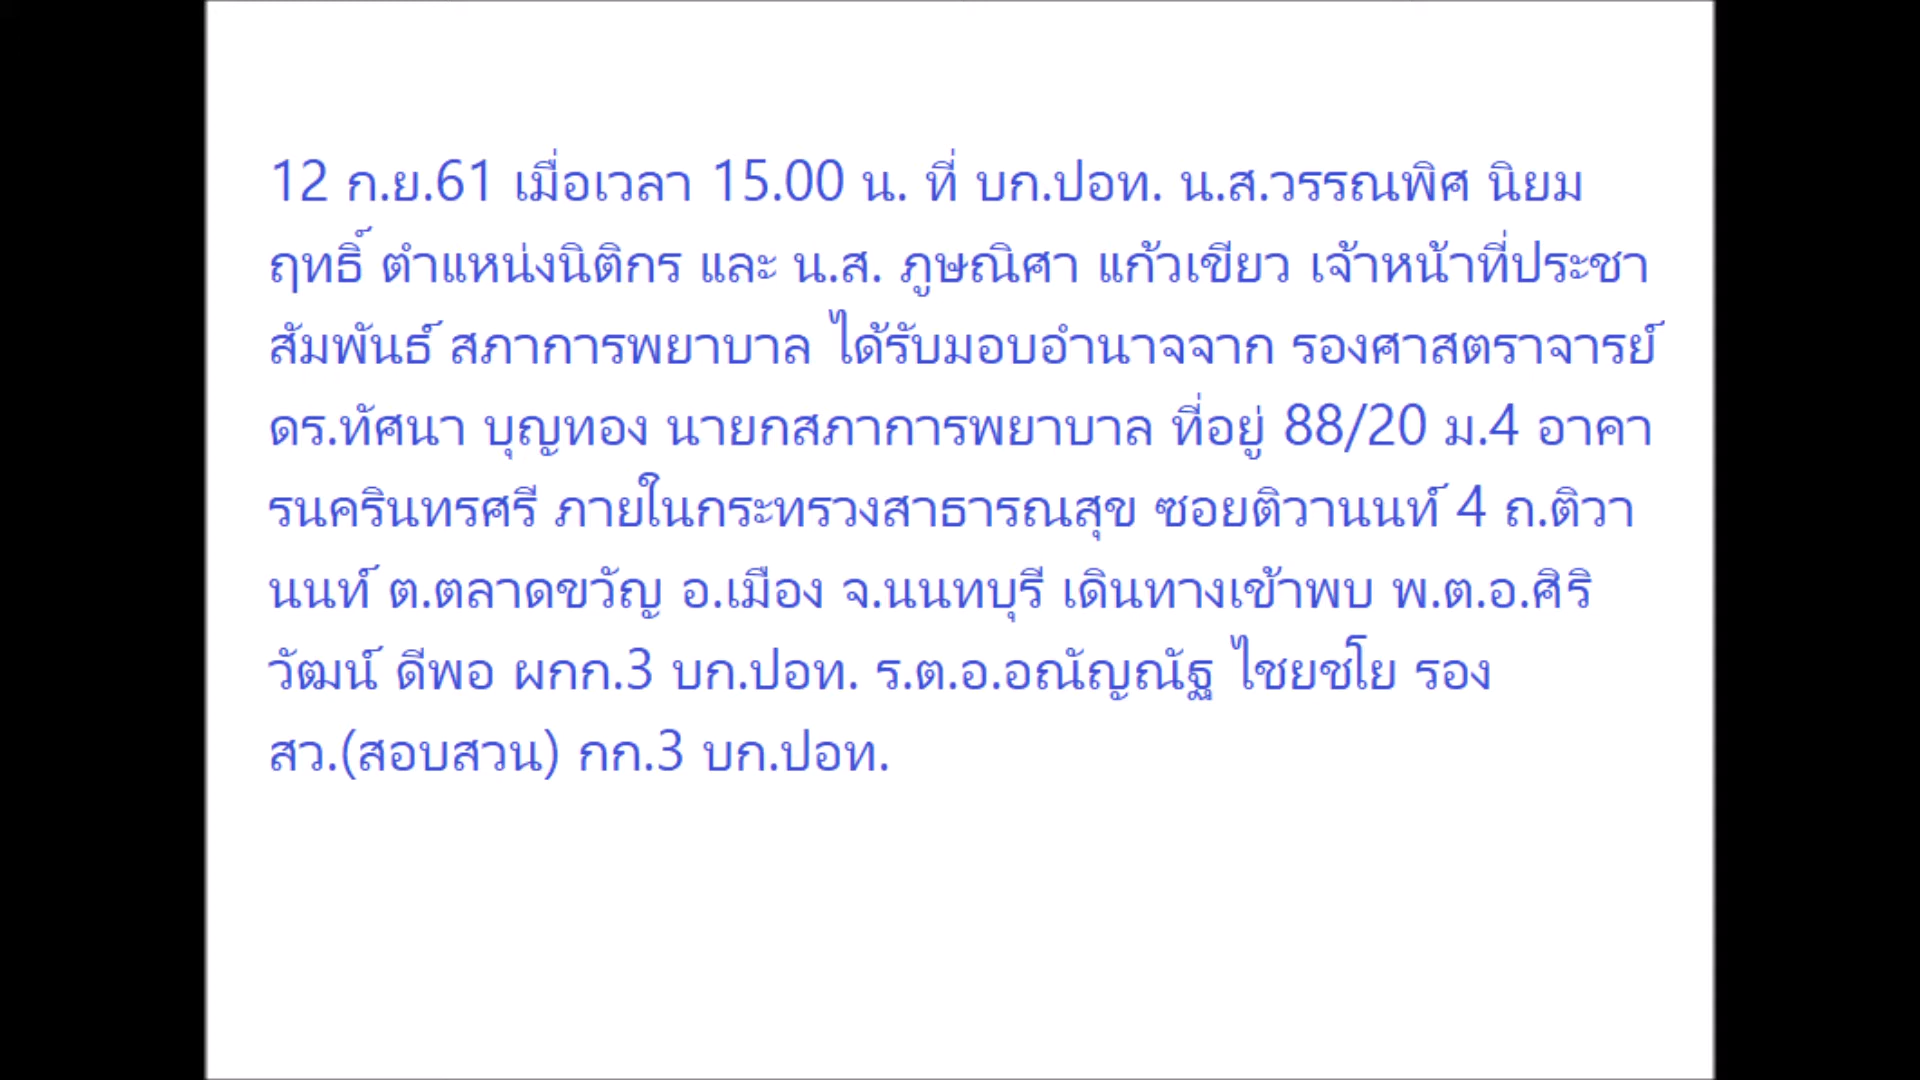 12 ก.ย.61 เมื่อเวลา 15.00 น. ที่ บก.ปอท. น.ส.วรรณพิศ นิยม
ฤทธิ์ ตำแหน่งนิติกร และ น.ส. ภูษณิศา แก้วเขียว เจ้าหน้าที่ประชา
สัมพันธ์ สภาการพยาบาล ได้รับมอบอำนาจจาก รองศาสตราจารย์
ดร.ทัศนา บุญทอง นายกสภาการพยาบาล ที่อยู่ 88/20 ม.4 อาคา
รนครินทรศรี ภายในกระทรวงสาธารณสุข ซอยติวานนท์ 4 ถ.ติวา
นนท์ ต.ตลาดขวัญ อ.เมือง จ.นนทบุรี เดินทางเข้าพบ พ.ต.อ.ศิริ
วัฒน์ ดีพอ ผกก.3 บก.ปอท. ร.ต.อ.อณัญณัฐ ไชยชโย รอง
สว.(สอบสวน) กก.3 บก.ปอท.